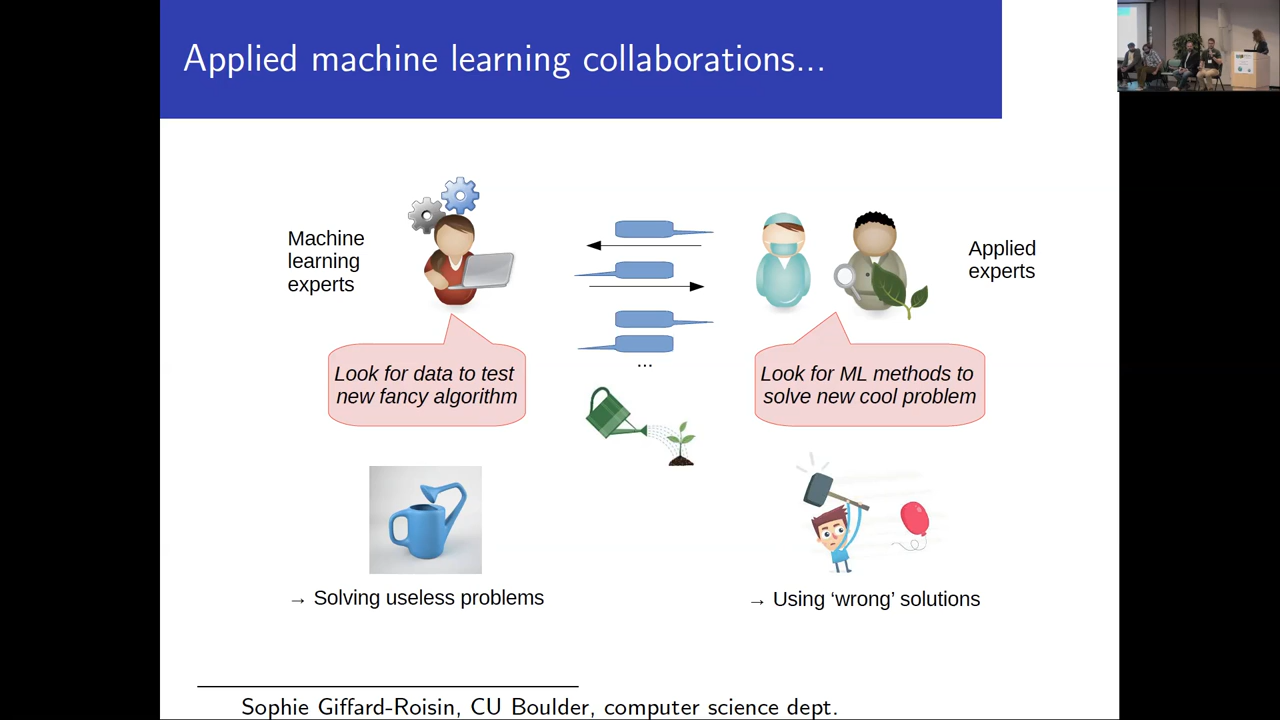 Applied machine learning collaborations...
Machine
learning
experts
Applied
experts
Look for data to test
new fancy algorithm
...
Look for ML methods to
solve new cool problem
→ Solving useless problems
→ Using ‘wrong’ solutions
Sophie Giffard-Roisin, CU Boulder, computer science dept.